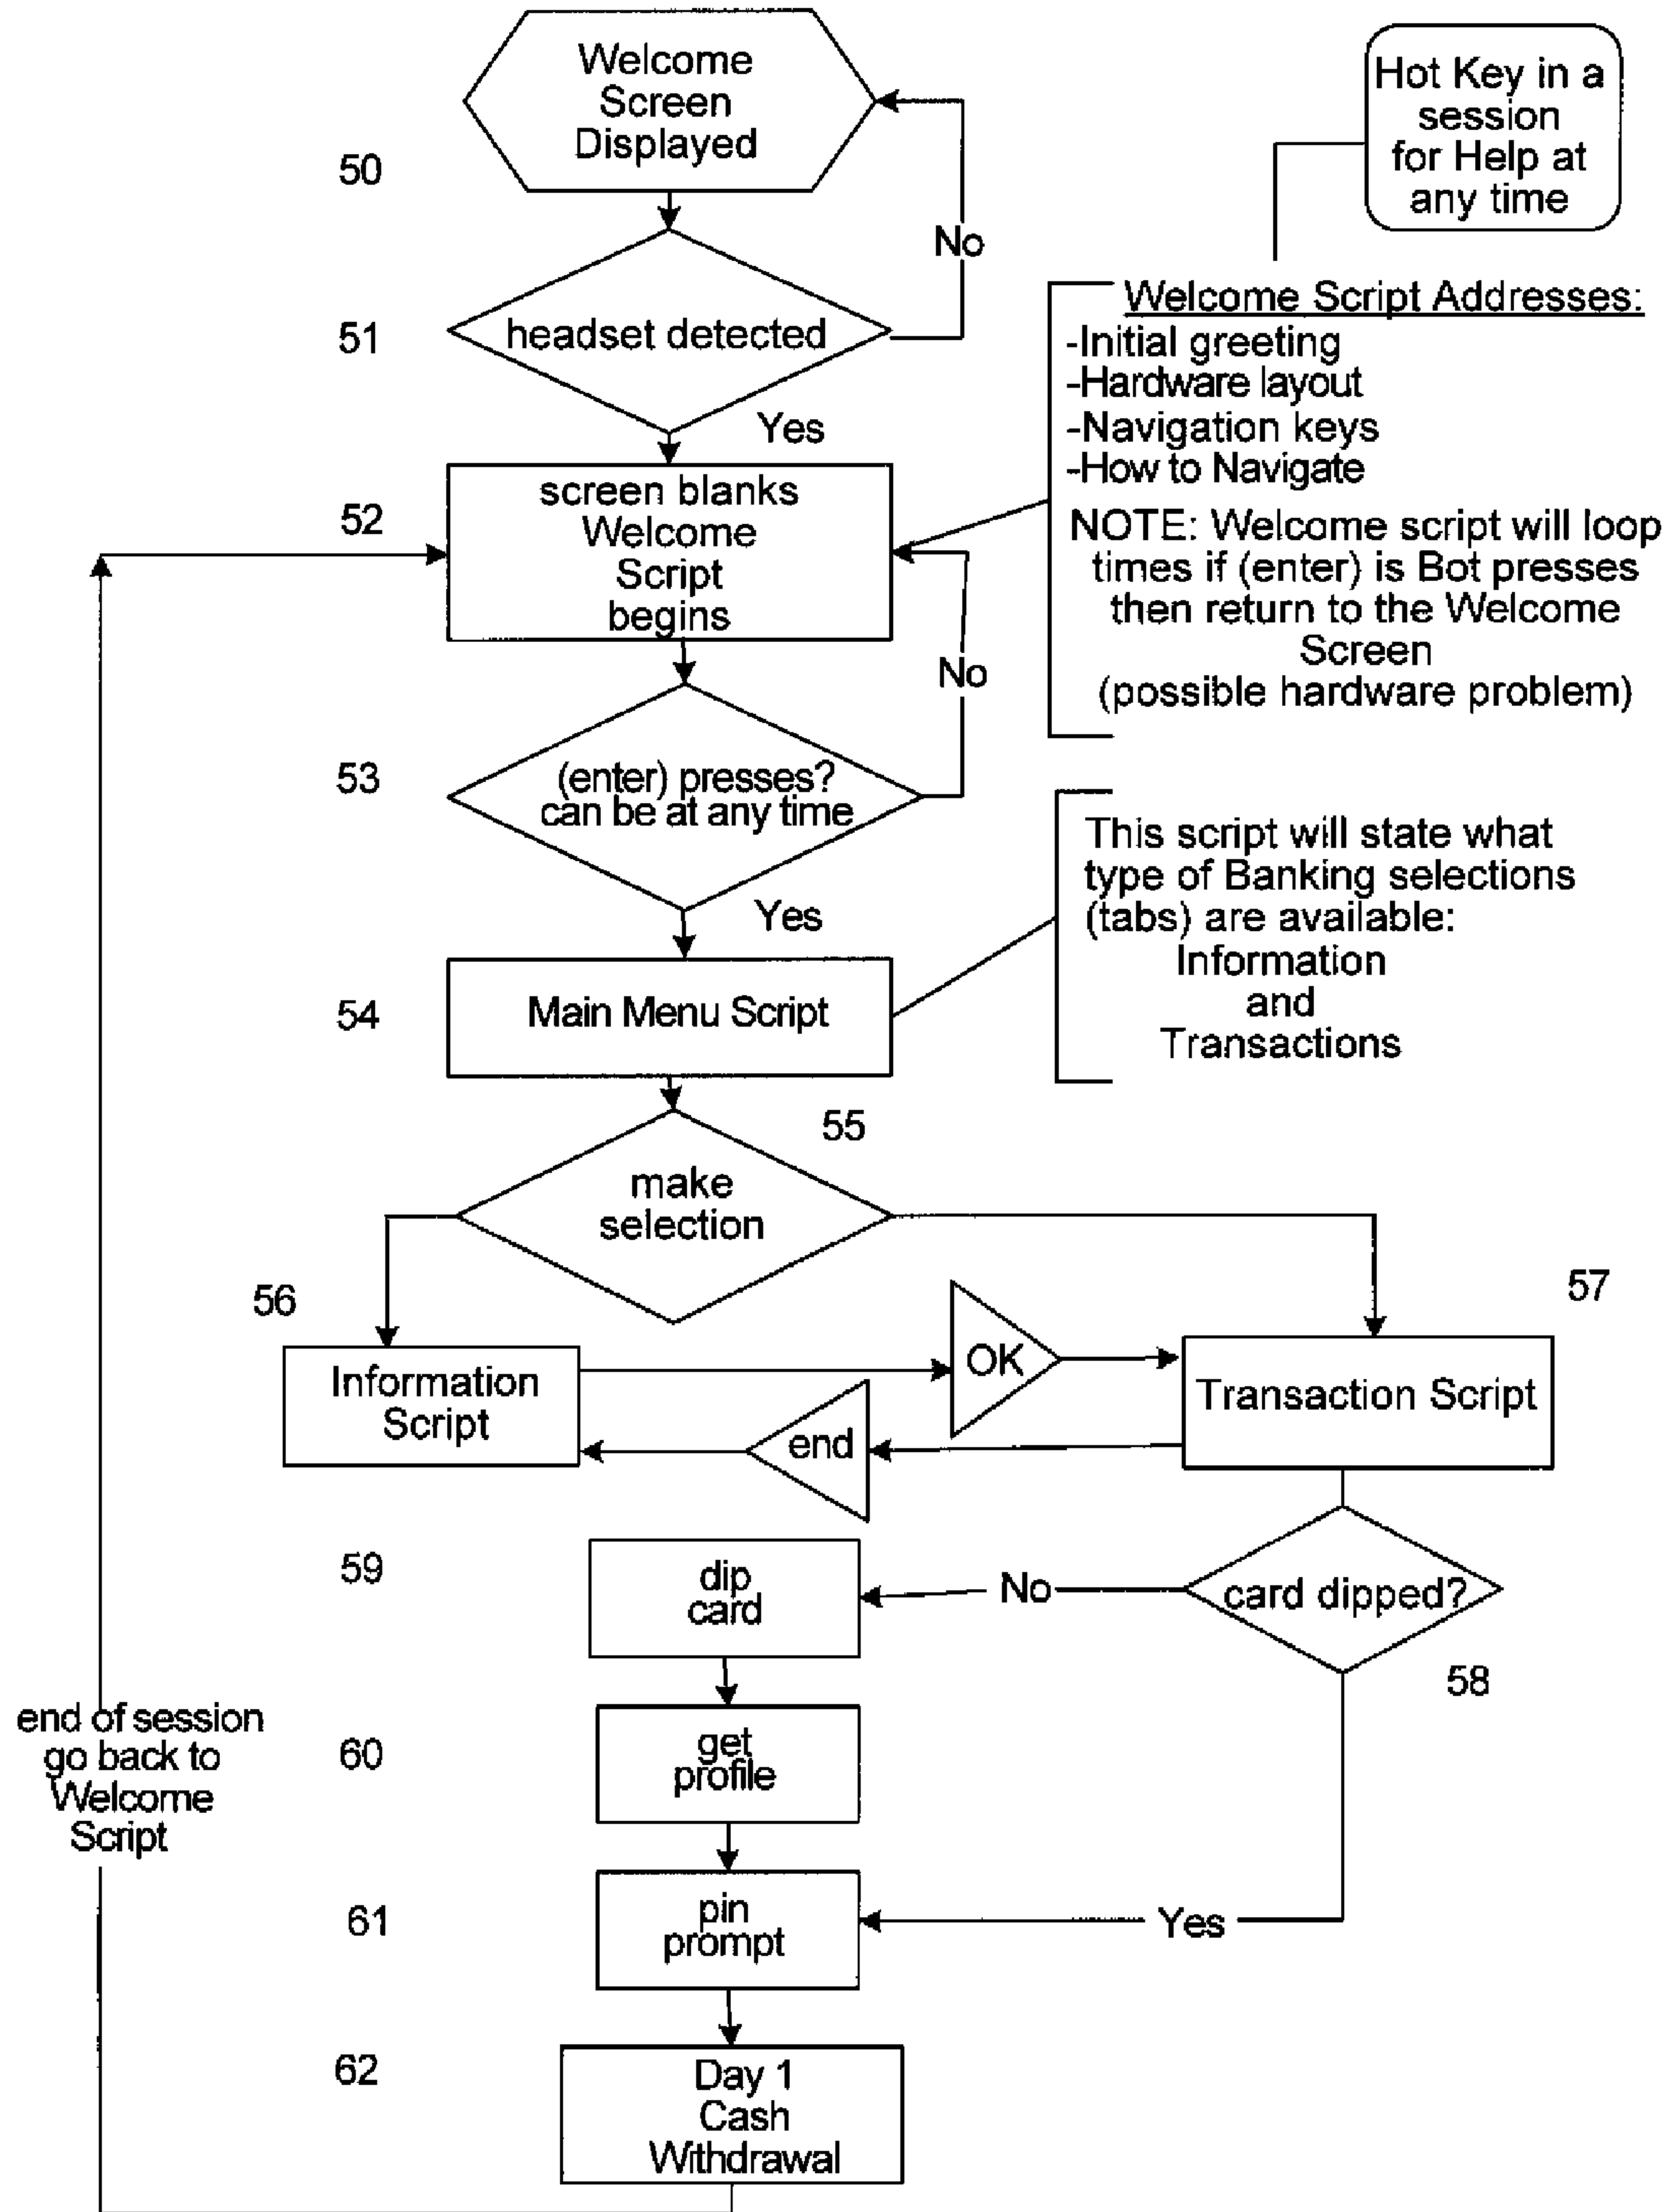 Welcome
Screen
Displayed
Hot Key in a
session
for Help at
any time
50
No
51
headset detected
Yes
Welcome Script Addresses:
-Initial greeting
-Hardware layout
-Navigation keys
-How to Navigate
NOTE: Welcome script will loop
times if (enter) is Bot presses
then return to the Welcome
Screen
(possible hardware problem)
52
screen blanks
Welcome
Script
begins
No
53
(enter) presses?
can be at any time
Yes
This script will state what
type of Banking selections
(tabs) are available:
Information
and
Transactions
54
Main Menu Script
55
make
selection
56
57
Information
Script
OK
end
Transaction Script
59
dip
card
No
card dipped?
58
60
get
profile
end of session
go back to
Welcome
Script
61
pin
prompt
Yes
62
Day 1
Cash
Withdrawal